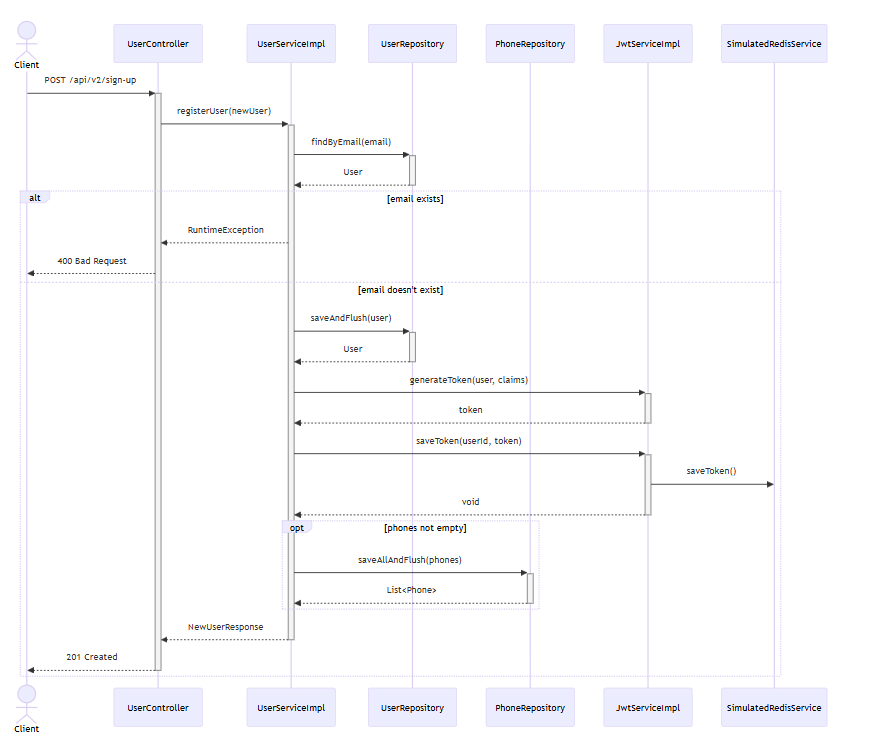 Client
UserController
UserServiceImpl
UserRepository
PhoneRepository
JwtServiceImpl
SimulatedRedisService
POST /api/v2/sign-up
registerUser(newUser)
findByEmail(email)
User
alt
[email exists]
RuntimeException
400 Bad Request
[email doesn't exist]
saveAndFlush(user)
User
generateToken(user, claims)
token
saveToken(userId, token)
saveToken()
void
opt
[phones not empty]
saveAllAndFlush(phones)
List<Phone>
NewUserResponse
201 Created
Client
UserController
UserServiceImpl
UserRepository
PhoneRepository
JwtServiceImpl
SimulatedRedisService